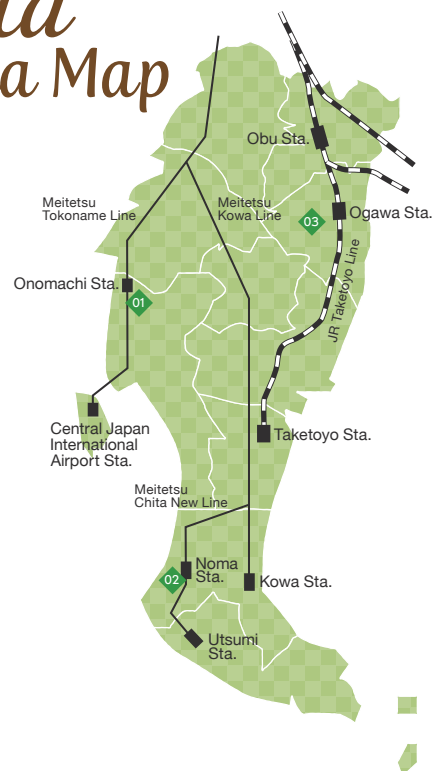 a Map
Obu Sta.
Meitetsu
Tokoname Line
Meitetsu
Kowa Line
Ogawa Sta.
03
JR Taketoyo Line
Onomachi Sta.
01
Central Japan
International
Airport Sta.
Taketoyo Sta.
Meitetsu
Chita New Line
Noma
Sta.
02
Kowa Sta.
Utsumi
Sta.